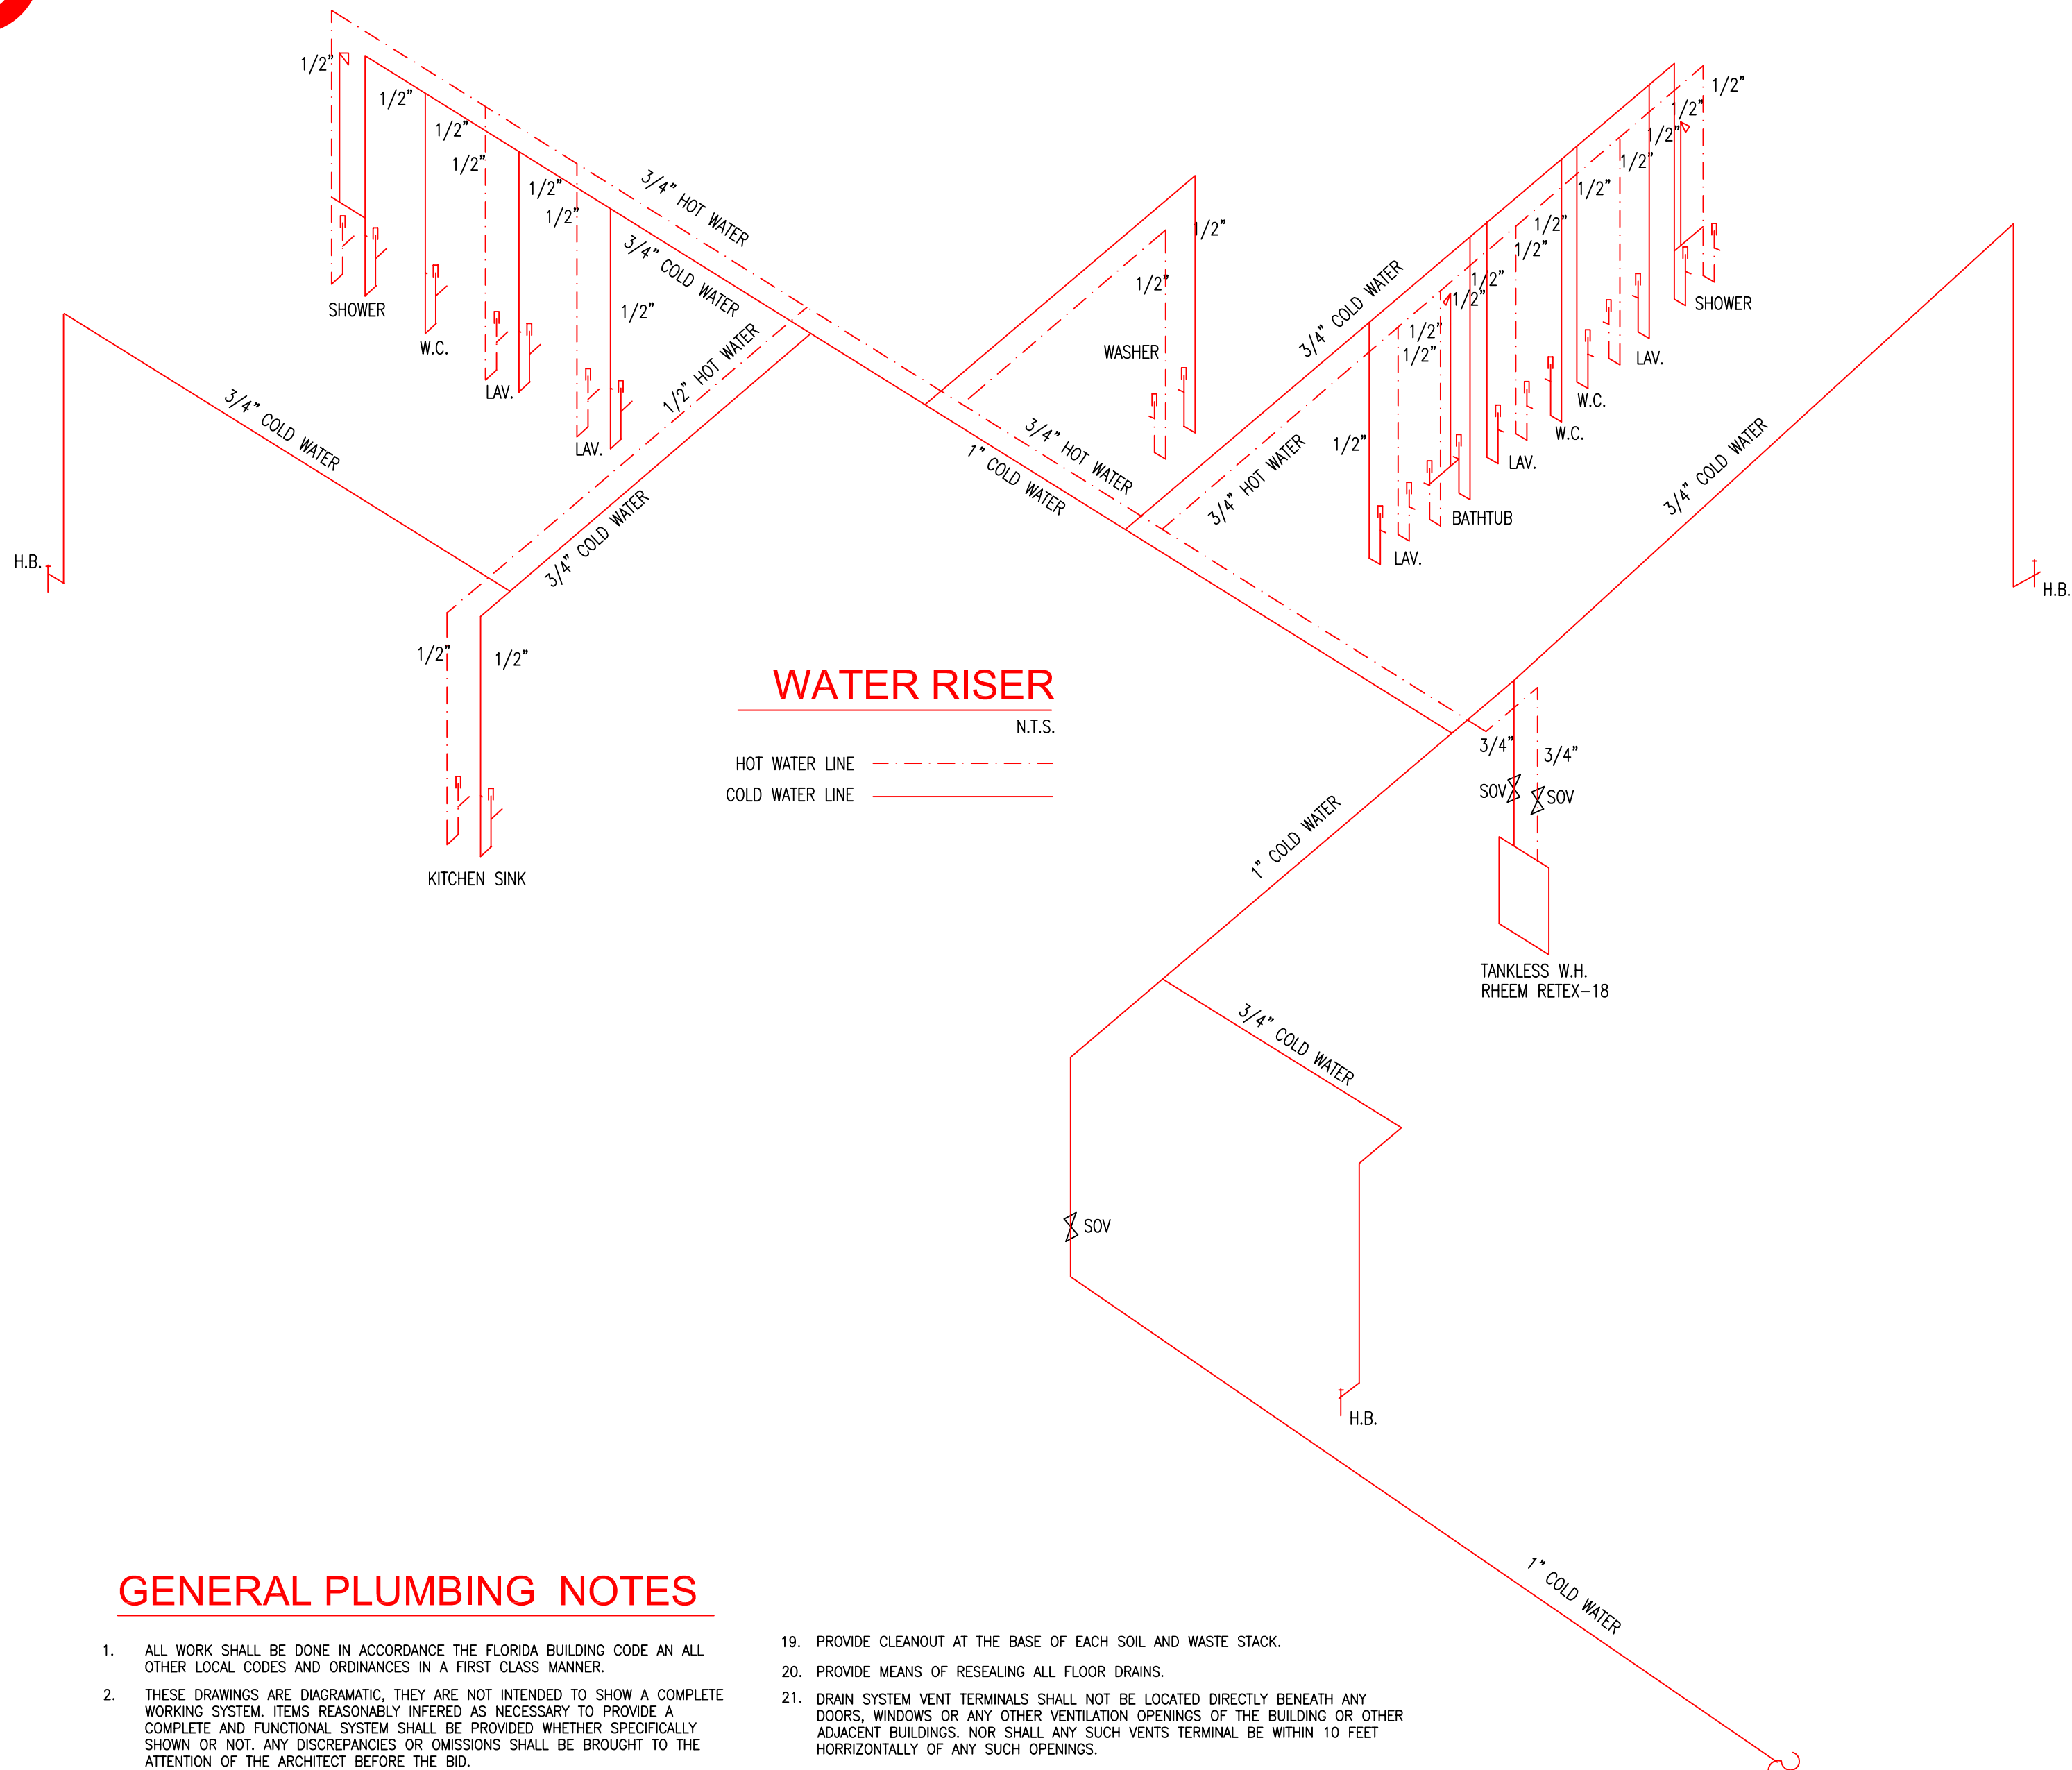 1/2"
1/2"
1/2"
1/2"
1/2"
1/2"
1/2"
SHOWER
W.C.
LAV.
LAV.
3/4" HOT WATER
3/4" COLD WATER
3/4" COLD WATER
1/2" HOT WATER
3/4" COLD WATER
H.B.
1/2"
1/2"
KITCHEN SINK
1/2"
1/2"
WASHER
3/4" HOT WATER
1" COLD WATER
3/4" COLD WATER
3/4" HOT WATER
1/2"
1/2"
1/2"
1/2"
1/2"
1/2"
1/2"
1/2"
1/2"
1/2"
1/2"
1/2"
SHOWER
LAV.
W.C.
W.C.
LAV.
BATHTUB
LAV.
3/4" COLD WATER
H.B.
WATER RISER
N.T.S.
HOT WATER LINE
COLD WATER LINE
3/4"
3/4"
SOV
SOV
1" COLD WATER
TANKLESS W.H.
RHEEM RETEX-18
3/4" COLD WATER
SOV
H.B.
1" COLD WATER
GENERAL PLUMBING NOTES
1. ALL WORK SHALL BE DONE IN ACCORDANCE THE FLORIDA BUILDING CODE AN ALL
OTHER LOCAL CODES AND ORDINANCES IN A FIRST CLASS MANNER.
2. THESE DRAWINGS ARE DIAGRAMATIC, THEY ARE NOT INTENDED TO SHOW A COMPLETE
WORKING SYSTEM. ITEMS REASONABLY INFERED AS NECESSARY TO PROVIDE A
COMPLETE AND FUNCTIONAL SYSTEM SHALL BE PROVIDED WHETHER SPECIFICALLY
SHOWN OR NOT. ANY DISCREPANCIES OR OMISSIONS SHALL BE BROUGHT TO THE
ATTENTION OF THE ARCHITECT BEFORE THE BID.
19. PROVIDE CLEANOUT AT THE BASE OF EACH SOIL AND WASTE STACK.
20. PROVIDE MEANS OF RESEALING ALL FLOOR DRAINS.
21. DRAIN SYSTEM VENT TERMINALS SHALL NOT BE LOCATED DIRECTLY BENEATH ANY
DOORS, WINDOWS OR ANY OTHER VENTILATION OPENINGS OF THE BUILDING OR OTHER
ADJACENT BUILDINGS. NOR SHALL ANY SUCH VENTS TERMINAL BE WITHIN 10 FEET
HORRIZONTALLY OF ANY SUCH OPENINGS.